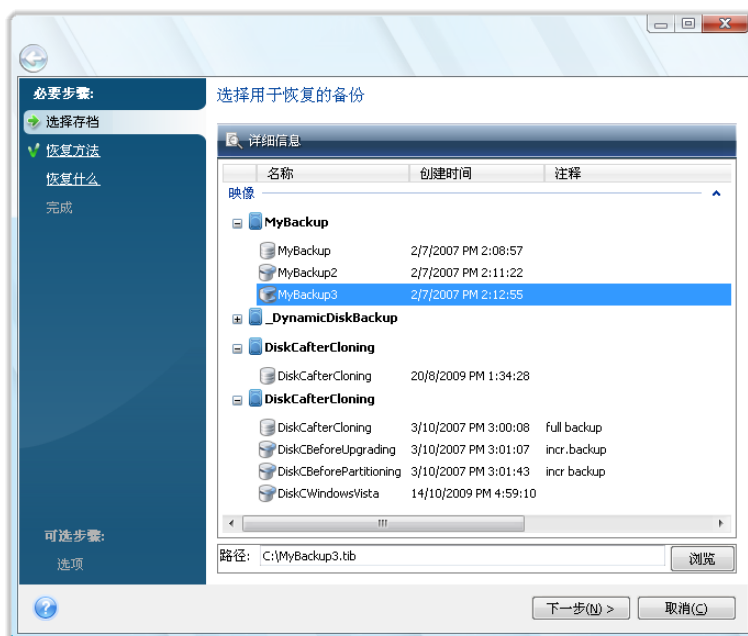 必要步骤:
选择存档
恢复方法
恢复什么
完成
可选步骤:
选项
选择用于恢复的备份
详细信息
名称 创建时间 注释
映像
MyBackup
MyBackup 2/7/2007 PM 2:08:57
MyBackup2 2/7/2007 PM 2:11:22
MyBackup3 2/7/2007 PM 2:12:55
_DynamicDiskBackup
DiskCafterCloning
DiskCafterCloning 20/8/2009 PM 1:34:28
DiskCafterCloning
DiskCafterCloning 3/10/2007 PM 3:00:08 full backup
DiskCBeforeUpgrading 3/10/2007 PM 3:01:07 incr.backup
DiskCBeforePartitioning 3/10/2007 PM 3:01:43 incr backup
DiskCWindowsVista 14/10/2009 PM 4:59:10
路径: C:\MyBackup3.tib 浏览
下一步(N) > 取消(C)